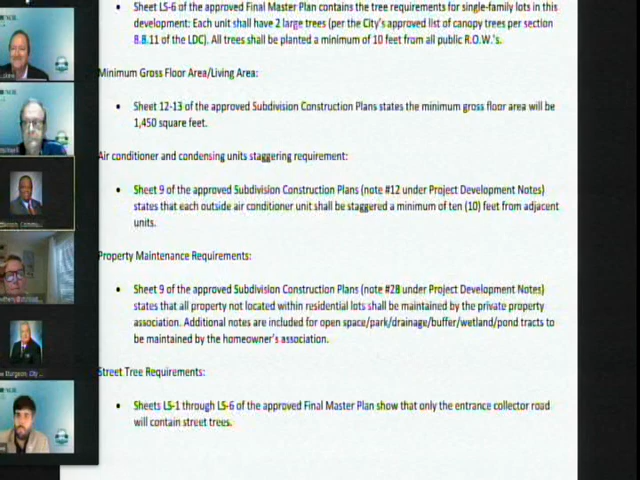 Sheet LS-6 of the approved Final Master Plan contains the tree requirements for single-family lots in this
development: Each unit shall have 2 large trees (per the City's approved list of canopy trees per section
8.8.11 of the LDC). All trees shall be planted a minimum of 10 feet from all public R.O.W.'s.
Minimum Gross Floor Area/Living Area:
Sheet 12-13 of the approved Subdivision Construction Plans states the minimum gross floor area will be
1,450 square feet.
Air conditioner and condensing units staggering requirement:
Sheet 9 of the approved Subdivision Construction Plans (note #12 under Project Development Notes)
states that each outside air conditioner unit shall be staggered a minimum of ten (10) feet from adjacent
units.
Property Maintenance Requirements:
Sheet 9 of the approved Subdivision Construction Plans (note #28 under Project Development Notes)
states that all property not located within residential lots shall be maintained by the private property
association. Additional notes are included for open space/park/drainage/buffer/wetland/pond tracts to
be maintained by the homeowner's association.
Street Tree Requirements:
Sheets LS-1 through LS-6 of the approved Final Master Plan show that only the entrance collector road
will contain street trees.